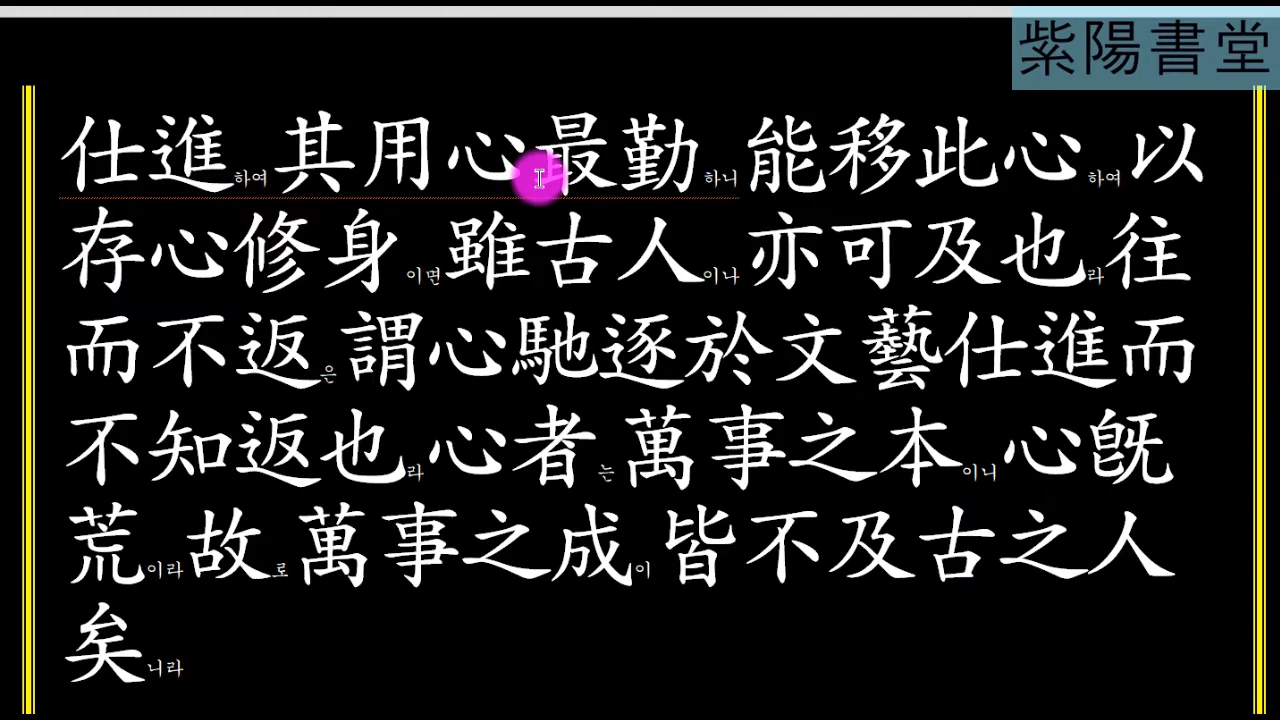 紫陽書堂
仕進하여其用心最勤하니 能移此心하여 以
存心修身이면 雖古人이나 亦可及也라 往
而不返은 謂心馳逐於文藝仕進而
不知返也라 心者는 萬事之本이니 心旣
荒이라 故로 萬事之成이 皆不及古之人
矣니라